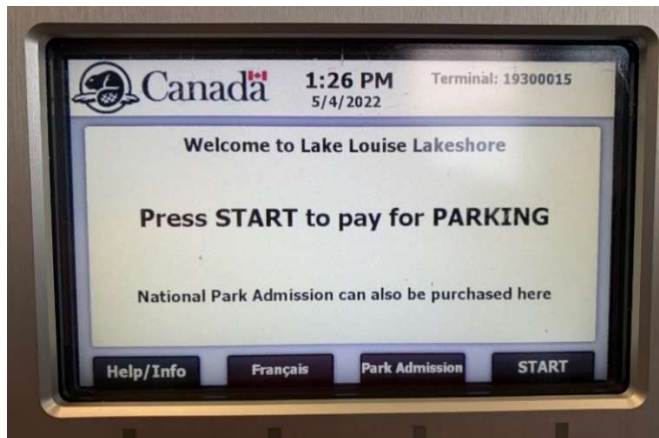 Canada 1:26 PM Terminal: 19300015
5/4/2022
Welcome to Lake Louise Lakeshore
Press START to pay for PARKING
National Park Admission can also be purchased here
Help/Info Français Park Admission START